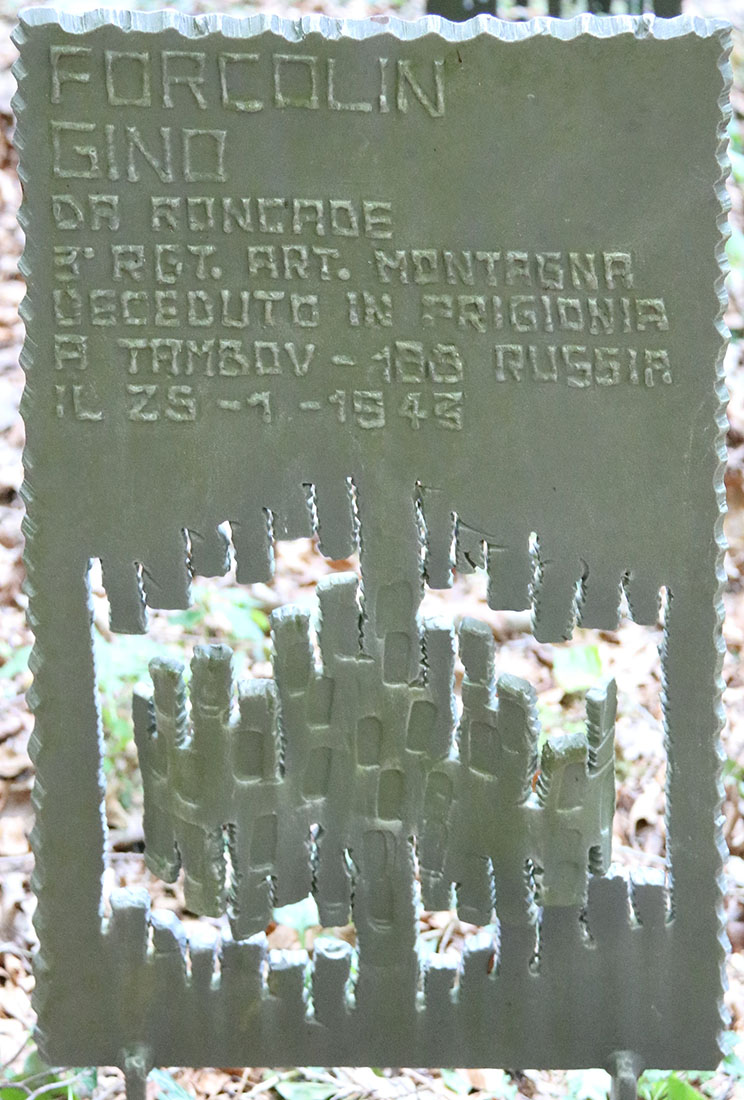 FORCOLIN
GINO
DA RONCADE
3° RGT. ART. MONTAGNA
DECEDUTO IN PRIGIONIA
A TAMBOV - 188 RUSSIA
IL 25 - 1 - 1943